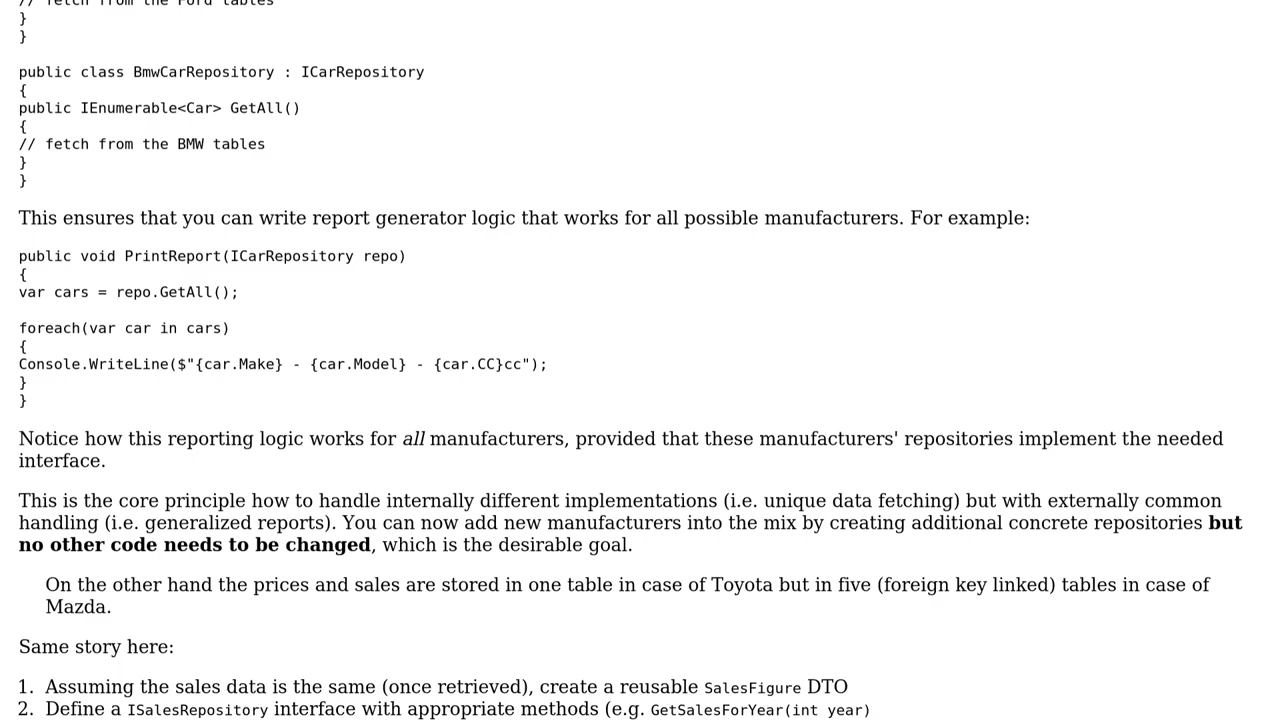 // fetch from the Ford tables
}
}
public class BmwCarRepository : ICarRepository
{
public IEnumerable<Car> GetAll()
{
// fetch from the BMW tables
}
}
This ensures that you can write report generator logic that works for all possible manufacturers. For example:
public void PrintReport(ICarRepository repo)
{
var cars = repo.GetAll();
foreach(var car in cars)
{
Console.WriteLine($"{car.Make} - {car.Model} - {car.CC}cc");
}
}
Notice how this reporting logic works for all manufacturers, provided that these manufacturers' repositories implement the needed
interface.
This is the core principle how to handle internally different implementations (i.e. unique data fetching) but with externally common
handling (i.e. generalized reports). You can now add new manufacturers into the mix by creating additional concrete repositories but
no other code needs to be changed, which is the desirable goal.
On the other hand the prices and sales are stored in one table in case of Toyota but in five (foreign key linked) tables in case of
Mazda.
Same story here:
1. Assuming the sales data is the same (once retrieved), create a reusable SalesFigure DTO
2. Define a ISalesRepository interface with appropriate methods (e.g. GetSalesForYear(int year)